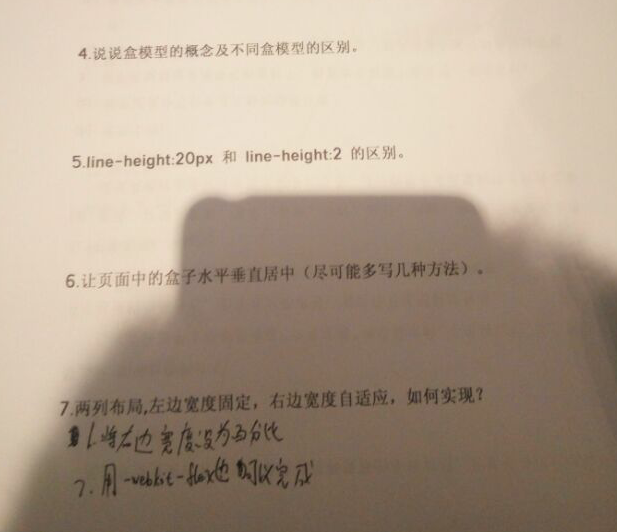 4.说说盒模型的概念及不同盒模型的区别。
5.line-height:20px 和 line-height:2 的区别。
6.让页面中的盒子水平垂直居中（尽可能多写几种方法）。
7.两列布局,左边宽度固定，右边宽度自适应，如何实现？
1.将右边宽度设为百分比
2.用-webkit-flex也可以完成